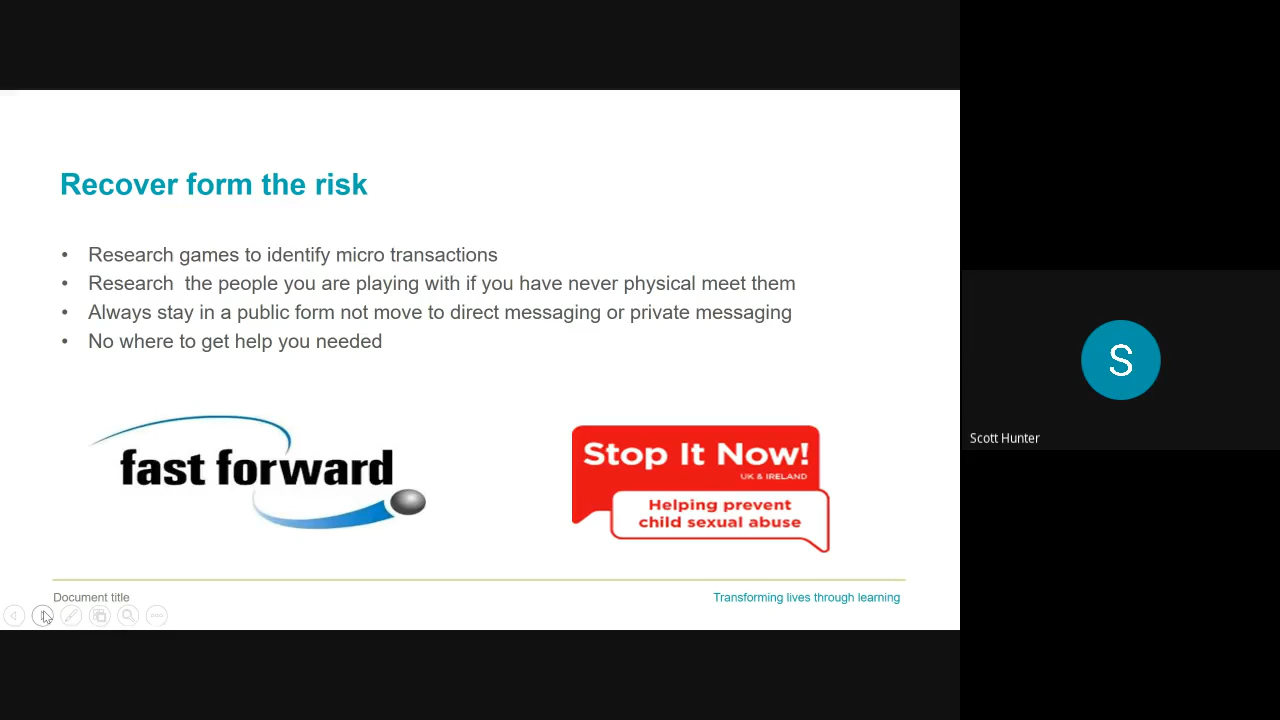 Recover form the risk
• Research games to identify micro transactions
• Research  the people you are playing with if you have never physical meet them
• Always stay in a public form not move to direct messaging or private messaging
• No where to get help you needed
fast forward
Stop It Now!
UK & IRELAND
Helping prevent
child sexual abuse
Document title
Transforming lives through learning
S
Scott Hunter